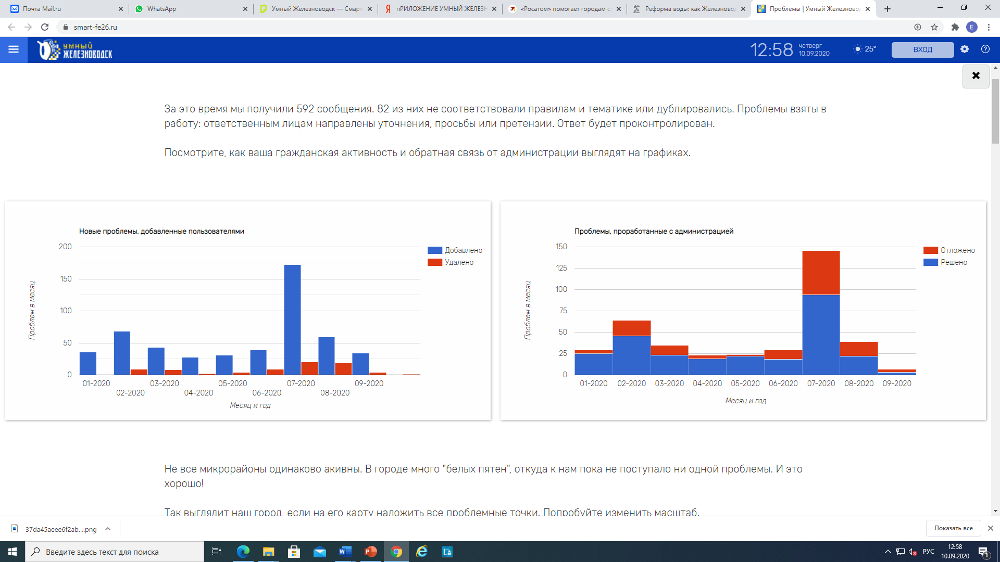 Почта Mail.ru
WhatsApp
Умный Железноводск — Смарт
пРИЛОЖЕНИЕ УМНЫЙ ЖЕЛЕЗН
«Росатом» помогает городам ст
Реформа воды: как Железновод
Проблемы | Умный Железново
smart-fe26.ru
E
УМНЫЙ
ЖЕЛЕЗНОВОДСК
12:58
четверг
10.09.2020
25°
ВХОД
За это время мы получили 592 сообщения. 82 из них не соответствовали правилам и тематике или дублировались. Проблемы взяты в
работу: ответственным лицам направлены уточнения, просьбы или претензии. Ответ будет проконтролирован.
Посмотрите, как ваша гражданская активность и обратная связь от администрации выглядят на графиках.
Новые проблемы, добавленные пользователями
200
150
100
50
0
Проблем в месяц
Добавлено
Удалено
01-2020
02-2020
03-2020
04-2020
05-2020
06-2020
07-2020
08-2020
09-2020
Месяц и год
Проблемы, проработанные с администрацией
150
125
100
75
50
25
0
Проблем в месяц
Отложено
Решено
01-2020
02-2020
03-2020
04-2020
05-2020
06-2020
07-2020
08-2020
09-2020
Месяц и год
Не все микрорайоны одинаково акивны. В городе много "белых пятен", откуда к нам пока не поступало ни одной проблемы. И это
хорошо!
Так выглядит наш город, если на его карту наложить все проблемные точки. Попробуйте изменить масштаб.
37da45aeee6f2ab....png
Показать все
Введите здесь текст для поиска
РУС
12:58
10.09.2020
1